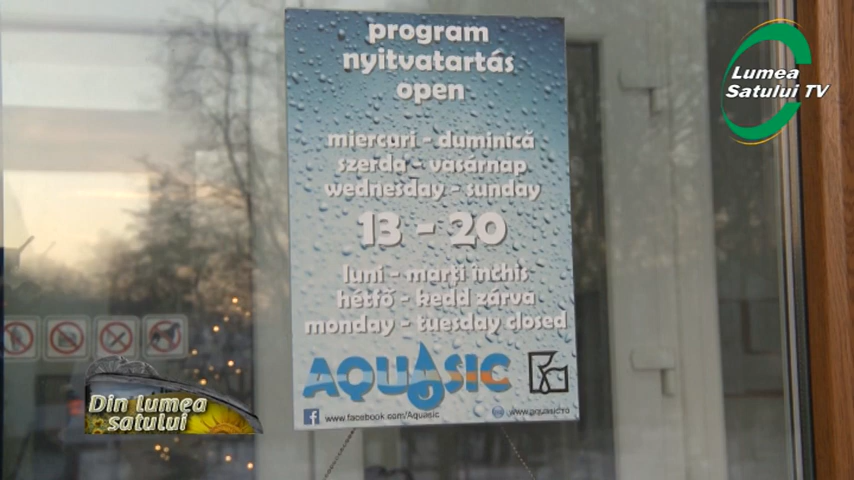 program
nyitvatartás
open
miercuri - duminică
szerda - vasárnap
wednesday - sunday
13 - 20
luni - marți închis
hétfő - kedd zárva
monday - tuesday closed
AQUASIC
www.facebook.com/Aquasic
www.aquasic.ro
Lumea
Satului TV
Din Lumea
satului